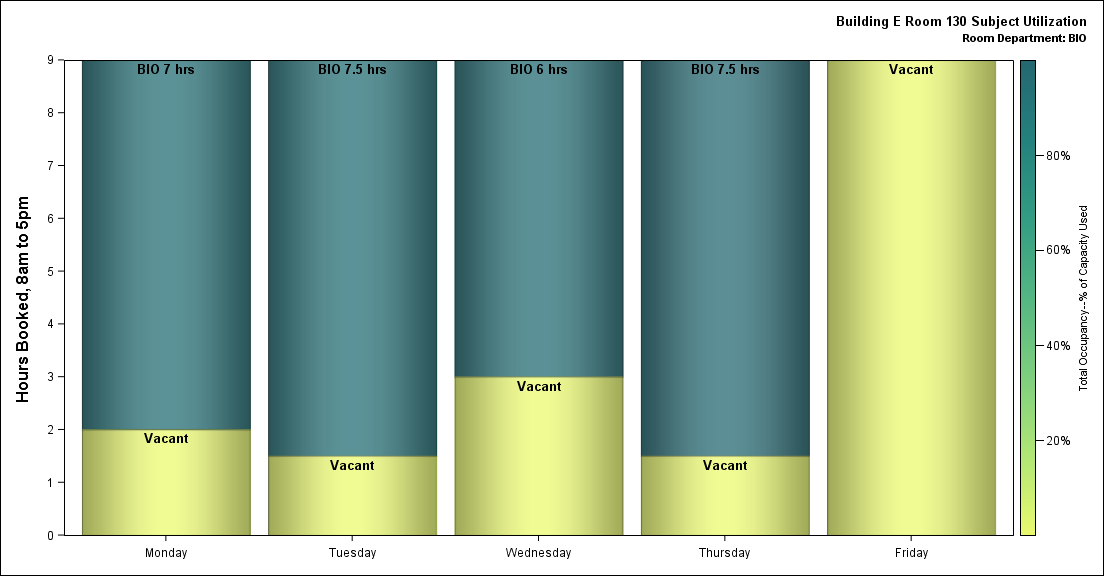 Building E Room 130 Subject Utilization
Room Department: BIO
Hours Booked, 8am to 5pm
9
8
7
6
5
4
3
2
1
0
BIO 7 hrs
BIO 7.5 hrs
BIO 6 hrs
BIO 7.5 hrs
Vacant
Vacant
Vacant
Vacant
Vacant
Monday
Tuesday
Wednesday
Thursday
Friday
80%
60%
40%
20%
Total Occupancy--% of Capacity Used